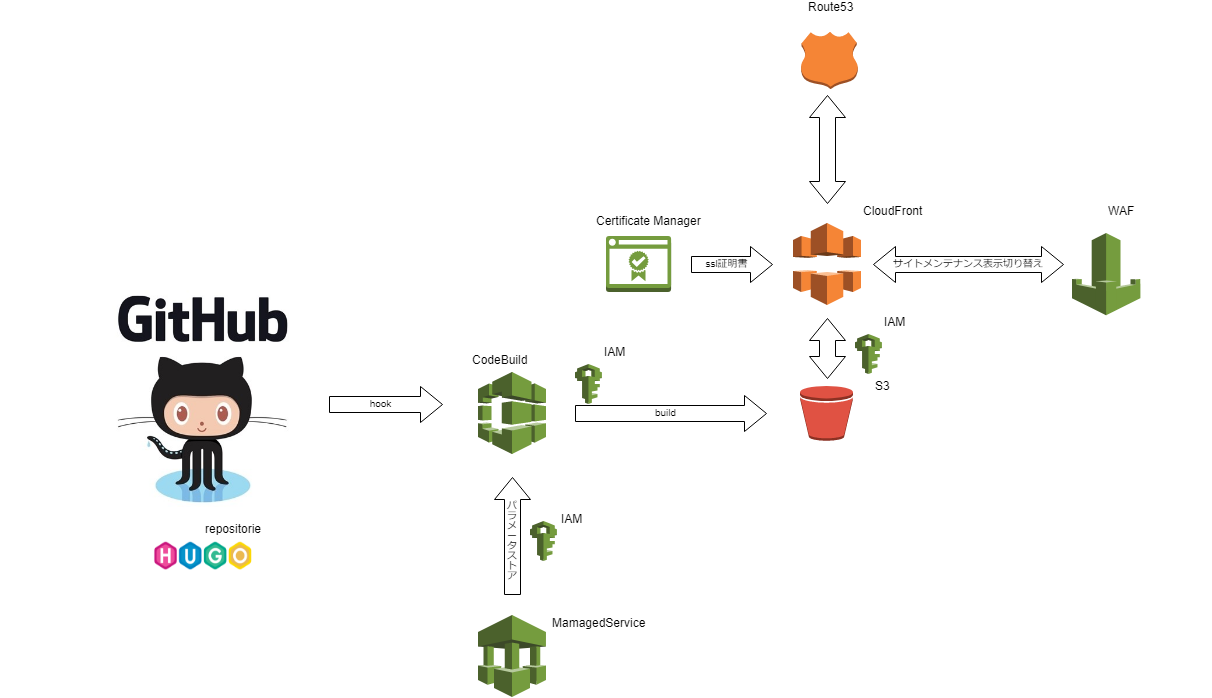 Route53
CloudFront
WAF
Certificate Manager
ssl証明書
サイトメンテナンス表示切り替え
GitHub
IAM
S3
CodeBuild
IAM
hook
build
パラメータストア
IAM
repositorie
HUGO
MamagedService